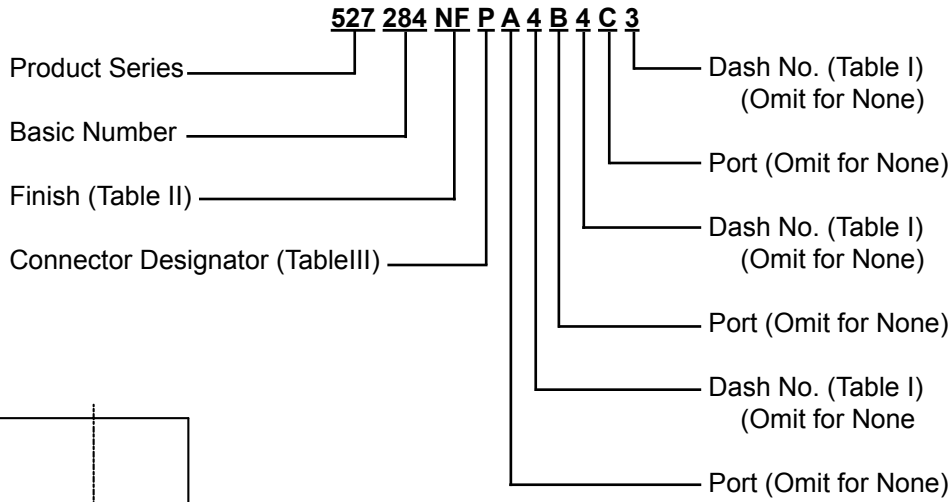 527 284 NF P A 4 B 4 C 3
Product Series
Basic Number
Finish (Table II)
Connector Designator (TableIII)
Dash No. (Table I)
(Omit for None)
Port (Omit for None)
Dash No. (Table I)
(Omit for None)
Port (Omit for None)
Dash No. (Table I)
(Omit for None
Port (Omit for None)